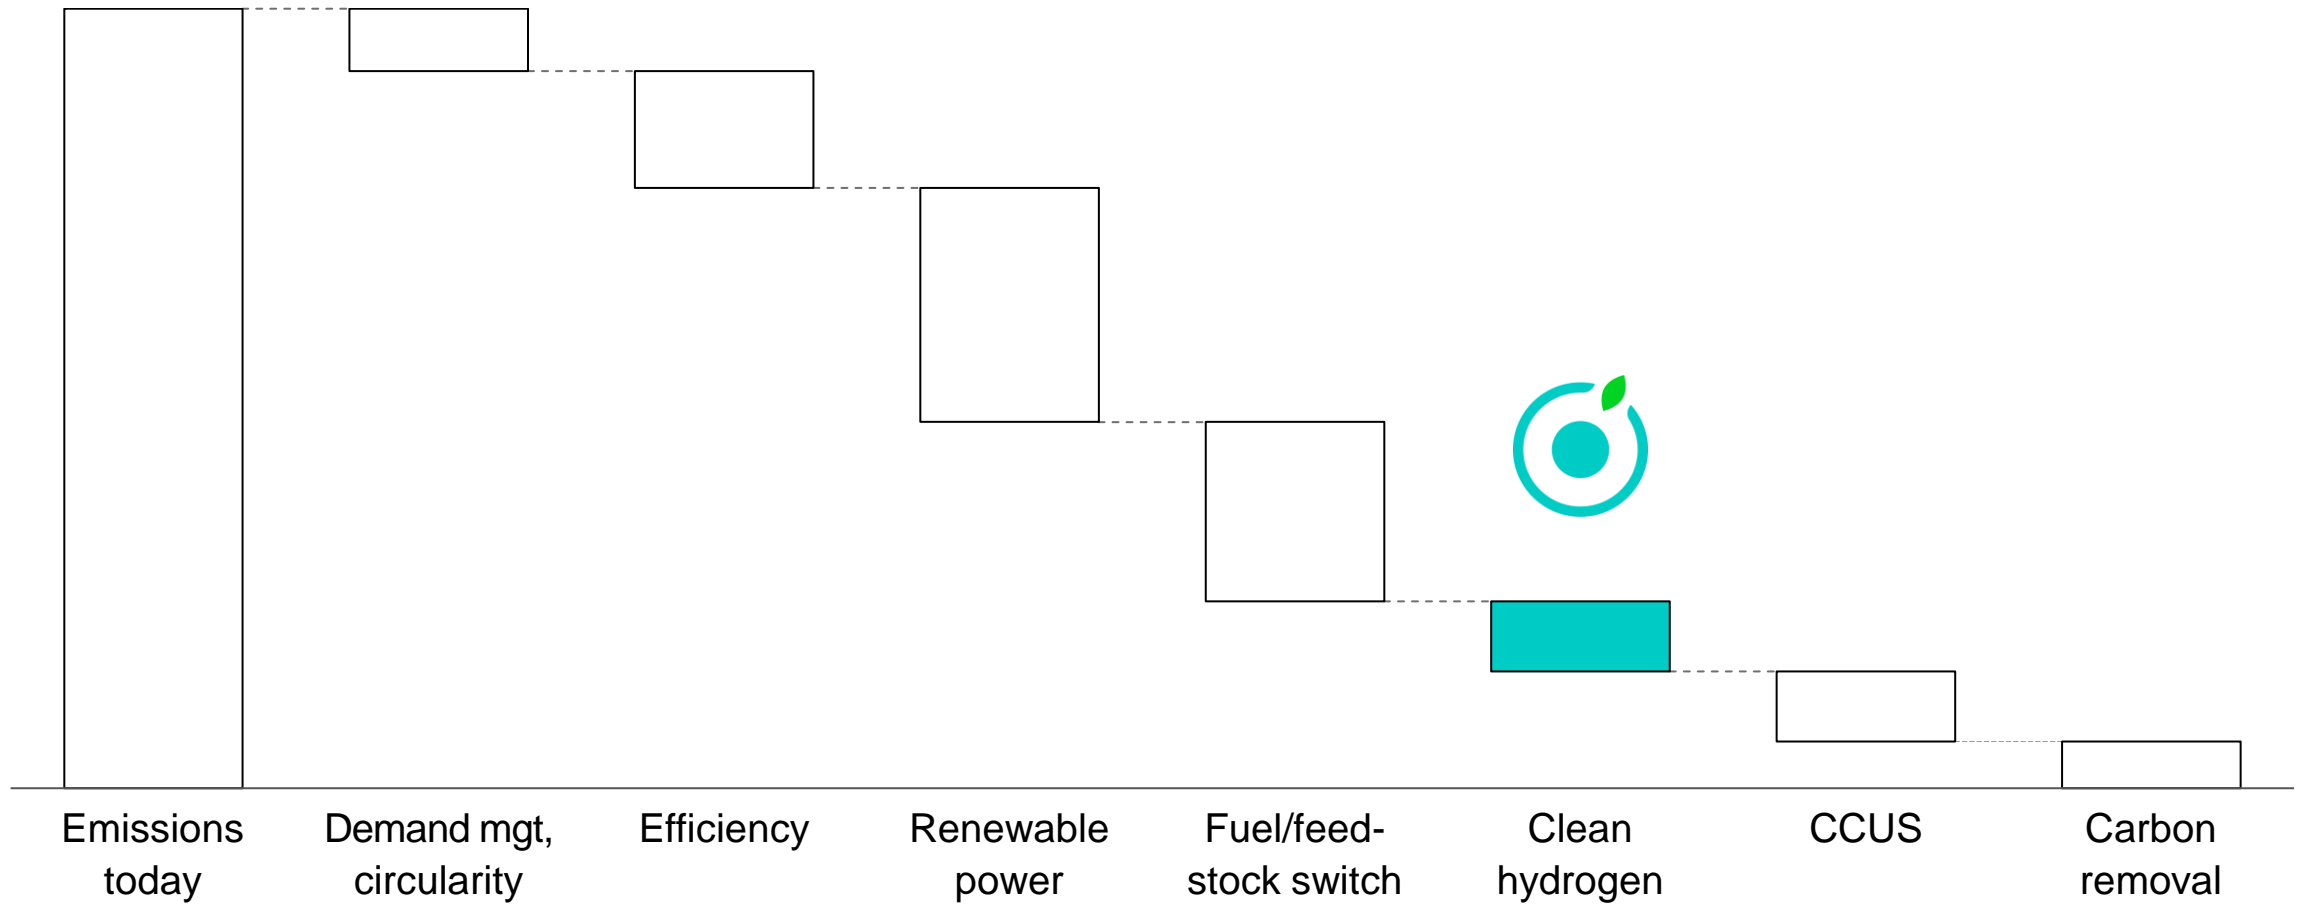 Emissions
today
Demand mgt,
circularity
Efficiency
Renewable
power
Fuel/feed-
stock switch
Clean
hydrogen
CCUS
Carbon
removal